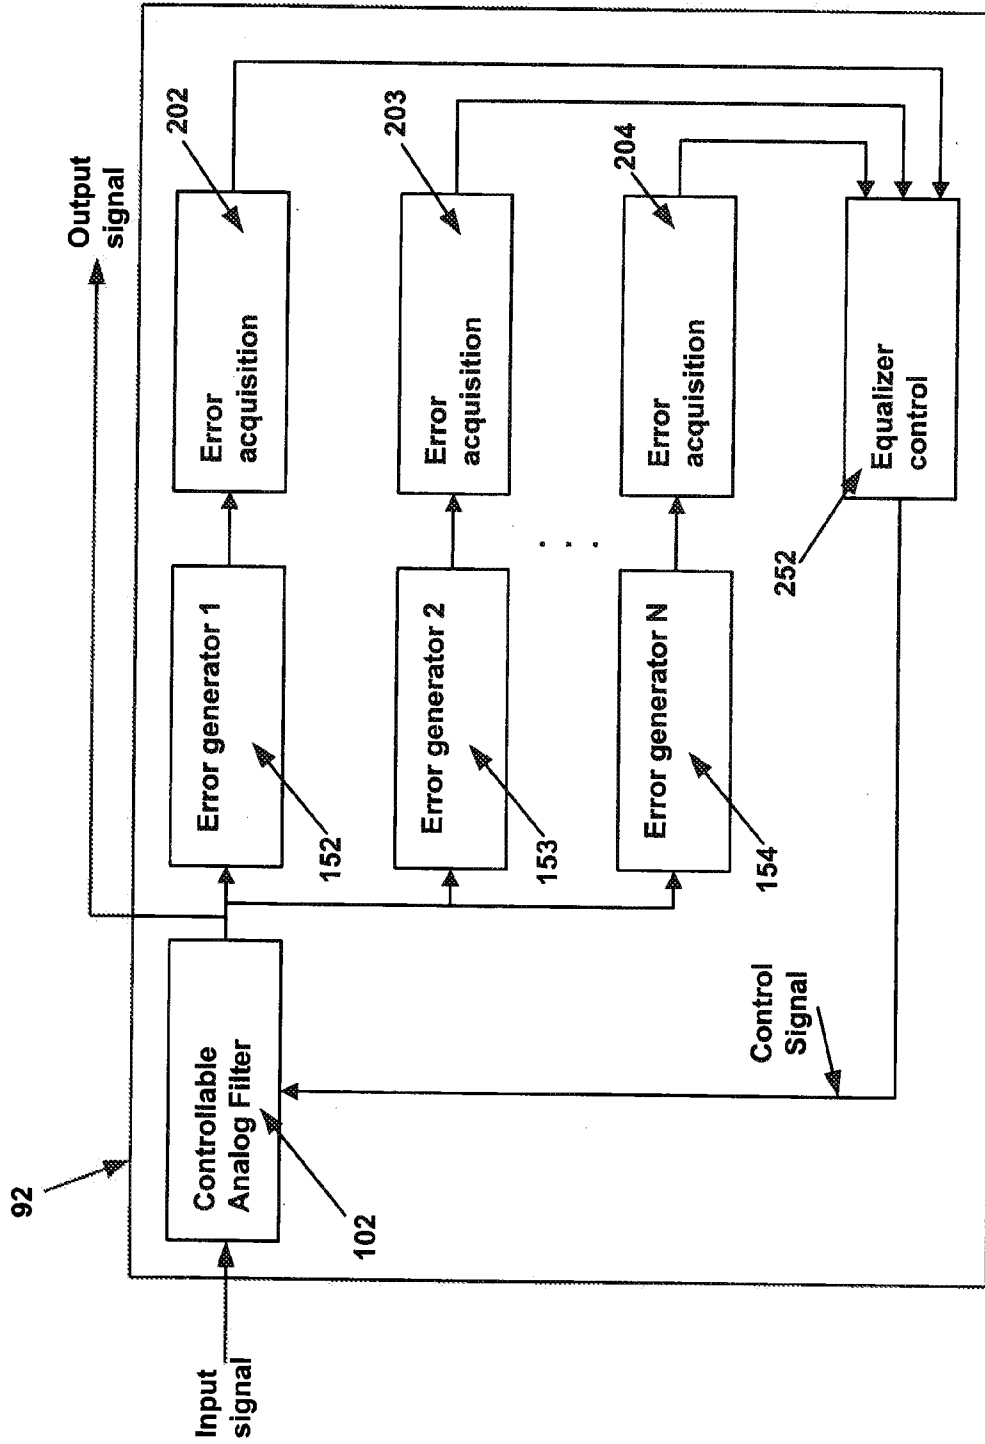 92
Input
signal
Output
signal
Controllable
Analog Filter
102
Error generator 1
152
Error
acquisition
202
Error generator 2
153
Error
acquisition
203
. . .
Error generator N
154
Error
acquisition
204
Control
Signal
Equalizer
control
252